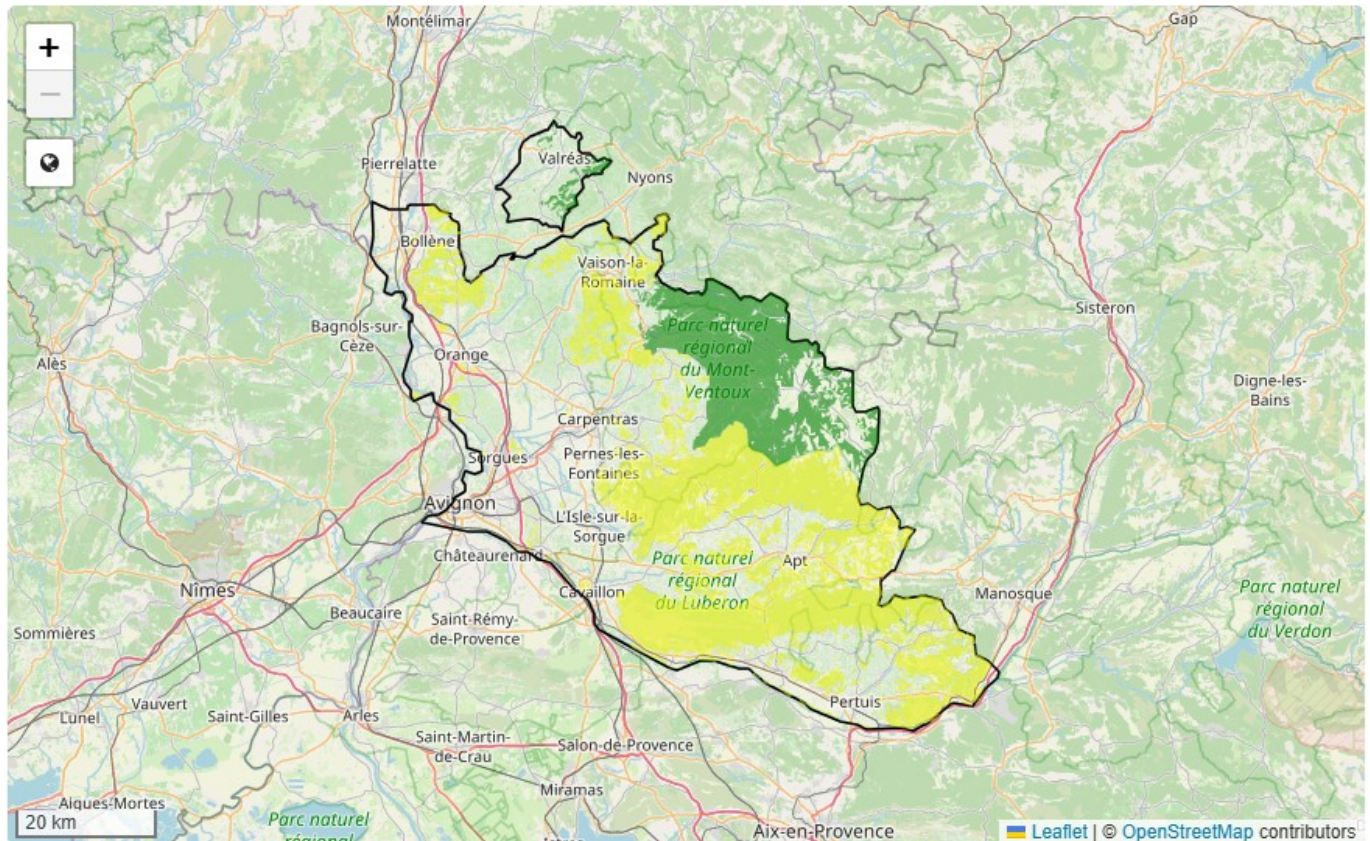 +
Montélimar
Gap
−
Pierrelatte
Valréas
Nyons
Bollène
Vaison-la-
Romaine
Sisteron
Bagnols-sur-
Cèze
Parc naturel
régional
du Mont-
Ventoux
Alès
Orange
Digne-les-
Bains
Carpentras
Sorgues
Pernes-les-
Fontaines
Avignon
L'Isle-sur-la-
Sorgue
Châteaurenard
Parc naturel
régional
du Luberon
Apt
Nîmes
Cavaillon
Manosque
Parc naturel
régional
du Verdon
Beaucaire
Saint-Rémy-
de-Provence
Sommières
Lunel
Vauvert
Saint-Gilles
Arles
Pertuis
Saint-Martin-
de-Crau
Salon-de-Provence
Miramas
Aigues-Mortes
20 km
Parc naturel
régional
Aix-en-Provence
Leaflet | © OpenStreetMap contributors